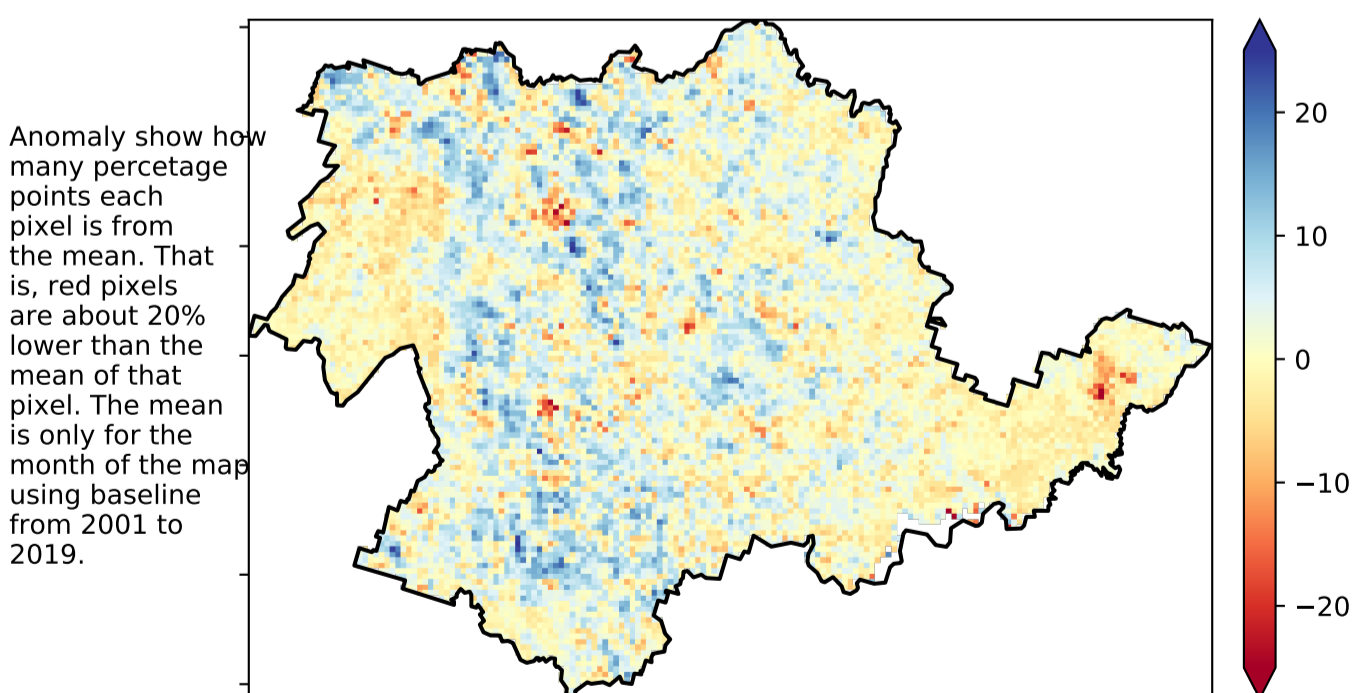 Anomaly show how
many percetage
points each
pixel is from
the mean. That
is, red pixels
are about 20%
lower than the
mean of that
pixel. The mean
is only for the
month of the map
using baseline
from 2001 to
2019.
20
10
0
−10
−20